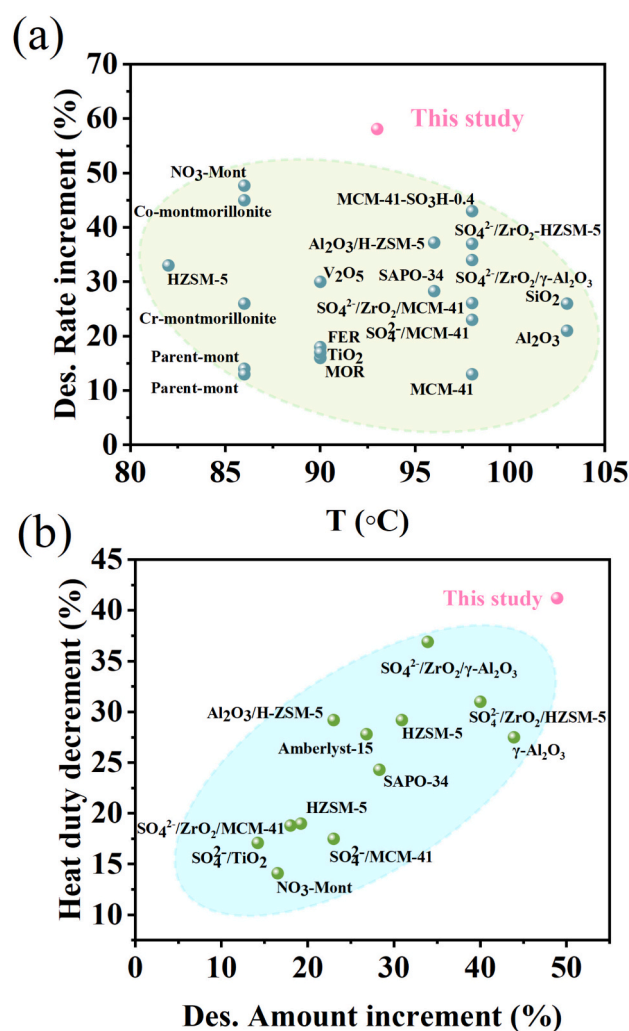 (a)
70
60
50
40
30
20
10
0
Des. Rate increment (%)
This study
NO₃-Mont
Co-montmorillonite
MCM-41-SO₃H-0.4
SO₄²⁻/ZrO₂-HZSM-5
Al₂O₃/H-ZSM-5
HZSM-5
V₂O₅
SAPO-34
SO₄²⁻/ZrO₂/γ-Al₂O₃
SiO₂
Cr-montmorillonite
SO₄²⁻/ZrO₂/MCM-41
FER
SO₄²⁻/MCM-41
Al₂O₃
Parent-mont
TiO₂
MOR
Parent-mont
MCM-41
80 85 90 95 100 105
T (◦C)
(b)
45
40
35
30
25
20
15
10
Heat duty decrement (%)
This study
SO₄²⁻/ZrO₂/γ-Al₂O₃
Al₂O₃/H-ZSM-5
SO₄²⁻/ZrO₂/HZSM-5
HZSM-5
Amberlyst-15
γ-Al₂O₃
SAPO-34
HZSM-5
SO₄²⁻/ZrO₂/MCM-41
SO₄²⁻/TiO₂
SO₄²⁻/MCM-41
NO₃-Mont
0 10 20 30 40 50
Des. Amount increment (%)